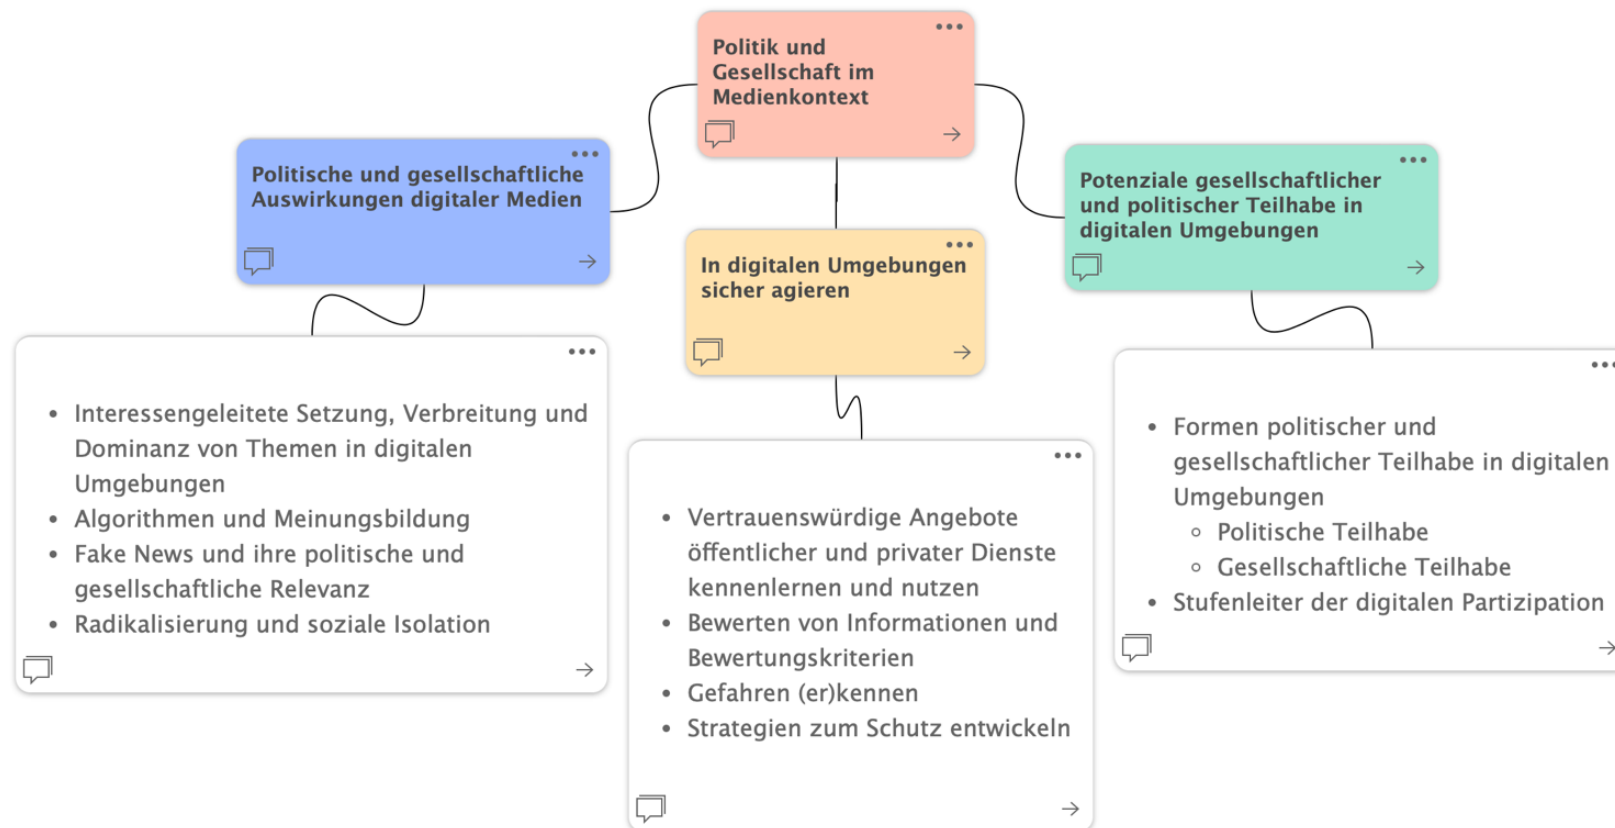 Politik und
Gesellschaft im
Medienkontext
Politische und gesellschaftliche
Auswirkungen digitaler Medien
In digitalen Umgebungen
sicher agieren
Potenziale gesellschaftlicher
und politischer Teilhabe in
digitalen Umgebungen
• Interessengeleitete Setzung, Verbreitung und
Dominanz von Themen in digitalen
Umgebungen
• Algorithmen und Meinungsbildung
• Fake News und ihre politische und
gesellschaftliche Relevanz
• Radikalisierung und soziale Isolation
• Vertrauenswürdige Angebote
öffentlicher und privater Dienste
kennenlernen und nutzen
• Bewerten von Informationen und
Bewertungskriterien
• Gefahren (er)kennen
• Strategien zum Schutz entwickeln
• Formen politischer und
gesellschaftlicher Teilhabe in digitalen
Umgebungen
◦ Politische Teilhabe
◦ Gesellschaftliche Teilhabe
• Stufenleiter der digitalen Partizipation